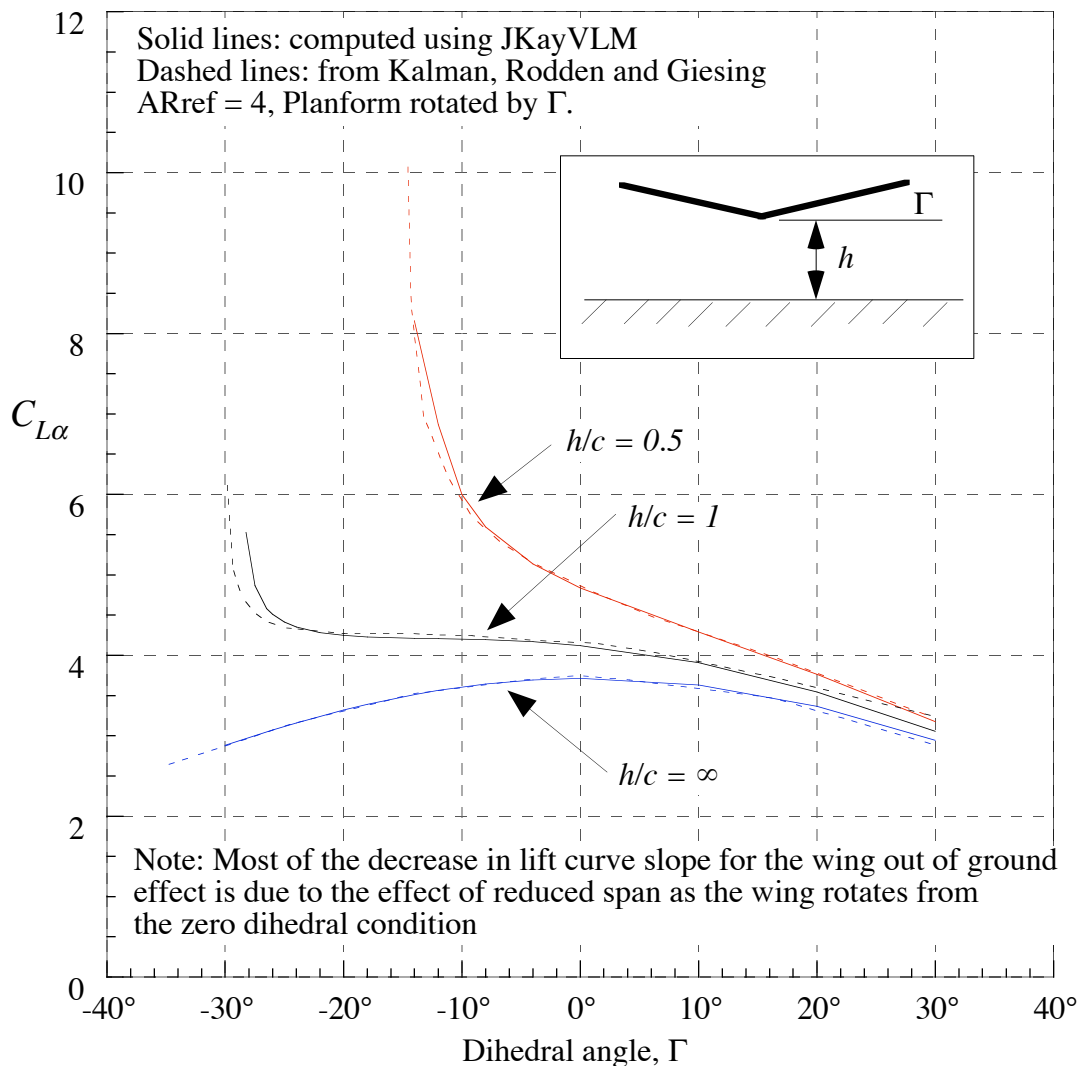 12
Solid lines: computed using JKayVLM
Dashed lines: from Kalman, Rodden and Giesing
ARref = 4, Planform rotated by Γ.
10
Γ
h
8
C_{Lα}
h/c = 0.5
6
h/c = 1
4
h/c = ∞
2
Note: Most of the decrease in lift curve slope for the wing out of ground
effect is due to the effect of reduced span as the wing rotates from
the zero dihedral condition
0
-40° -30° -20° -10° 0° 10° 20° 30° 40°
Dihedral angle, Γ